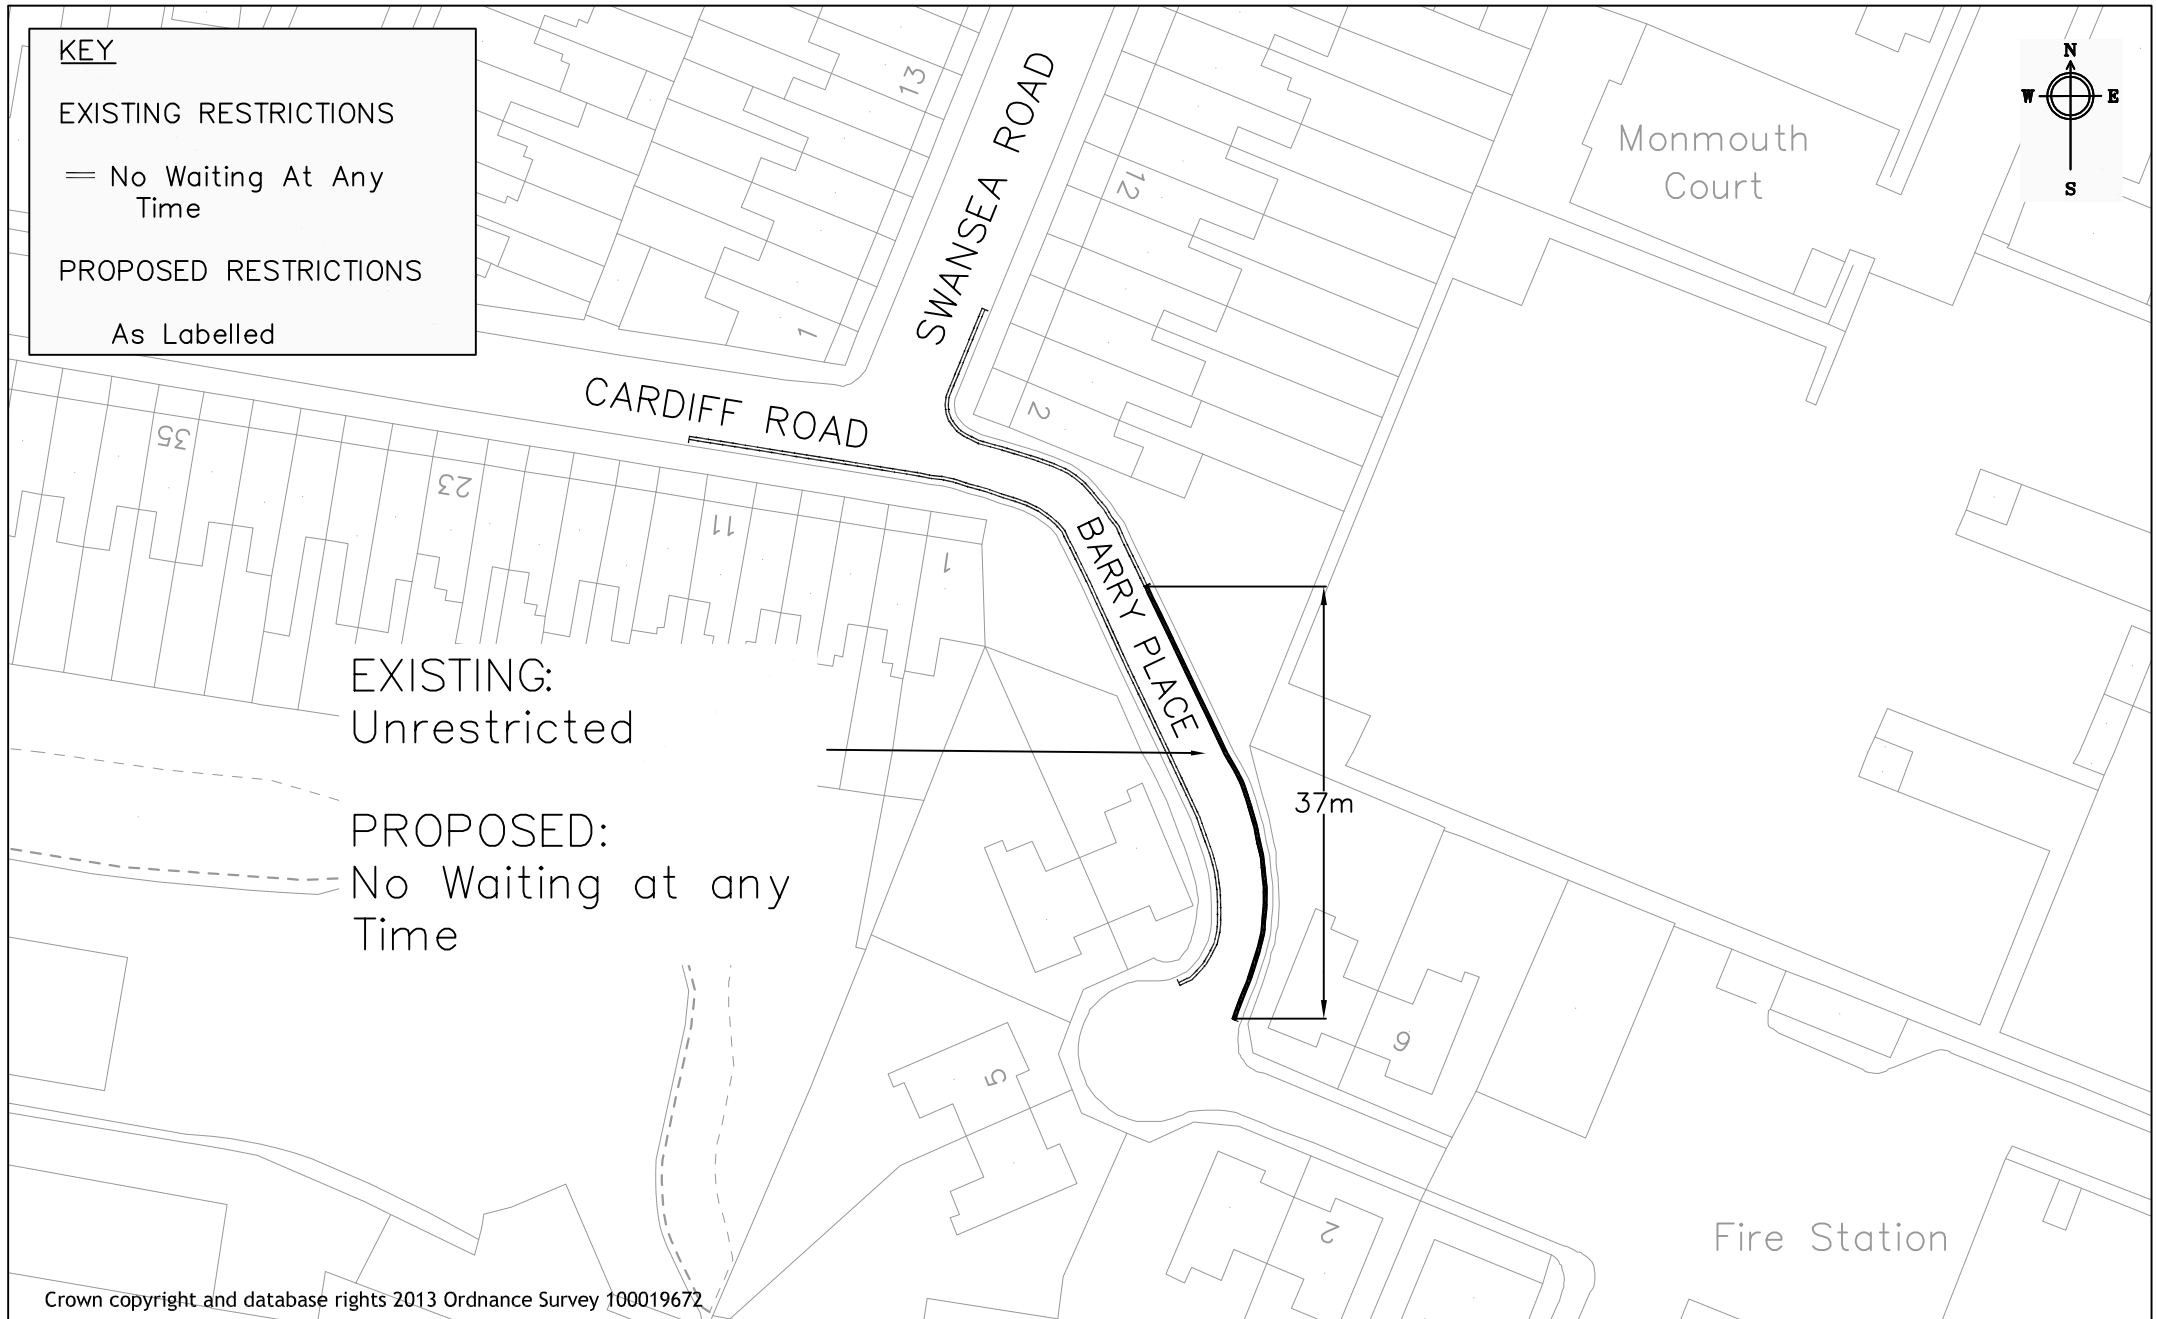 KEY
EXISTING RESTRICTIONS
No Waiting At Any
Time
PROPOSED RESTRICTIONS
As Labelled
N
W E
S
13
SWANSEA ROAD
12
Monmouth
Court
1
CARDIFF ROAD
2
35
23
11
1
BARRY PLACE
EXISTING:
Unrestricted
PROPOSED:
No Waiting at any
Time
37m
6
5
2
Fire Station
Crown copyright and database rights 2013 Ordnance Survey 100019672